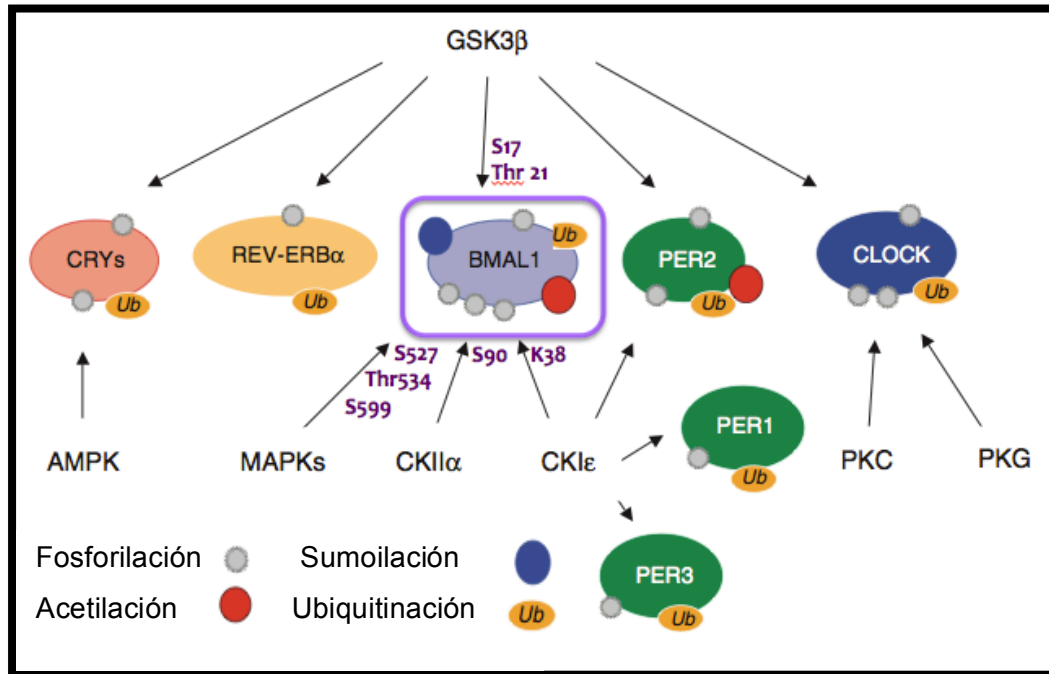 GSK3β
S17
Thr 21
CRYs
Ub
REV-ERBα
Ub
BMAL1
Ub
PER2
Ub
CLOCK
Ub
S527
Thr534
S599
S90
K38
PER1
Ub
AMPK
MAPKs
CKIIα
CKIε
PKC
PKG
PER3
Ub
Fosforilación
Sumoilación
Acetilación
Ubiquitinación
Ub